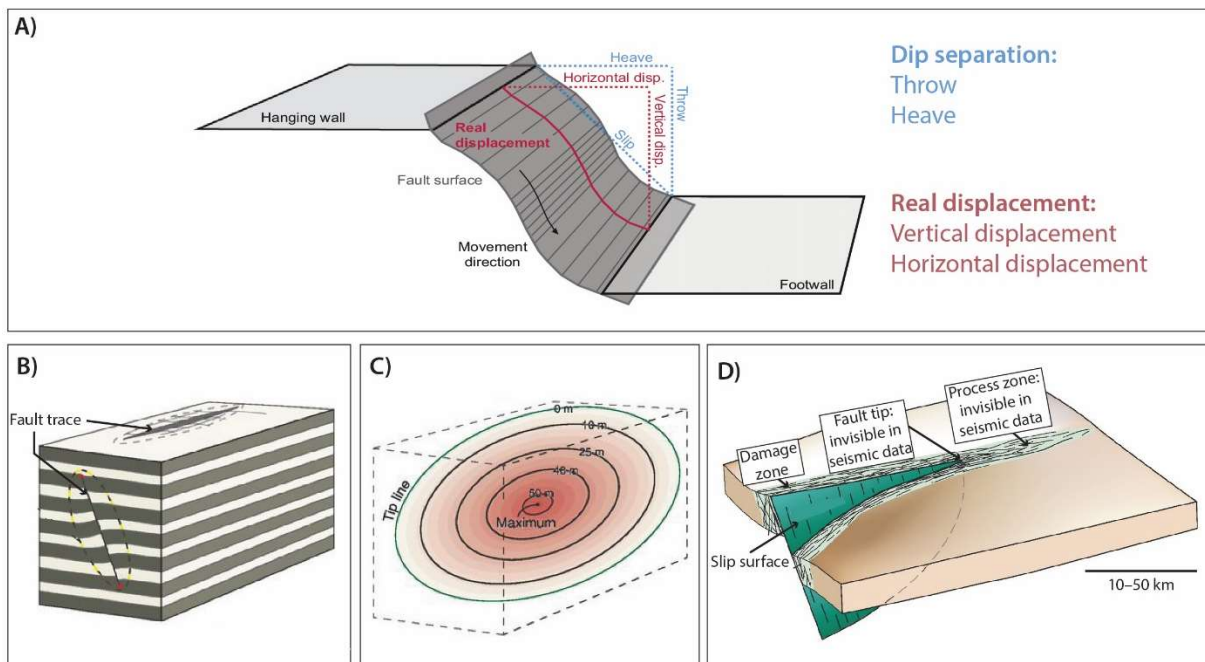 A)
Heave
Horizontal disp.
Throw
Vertical disp.
Slip
Hanging wall
Real
displacement
Fault surface
Movement
direction
Footwall
Dip separation:
Throw
Heave
Real displacement:
Vertical displacement
Horizontal displacement
B)
Fault trace
C)
0 m
10 m
25 m
40 m
50 m
Maximum
Tip line
D)
Process zone:
invisible in
seismic data
Fault tip:
invisible in
seismic data
Damage
zone
Slip surface
10–50 km